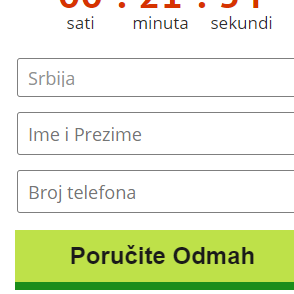 sati minuta sekundi
Srbija
Ime i Prezime
Broj telefona
Poručite Odmah